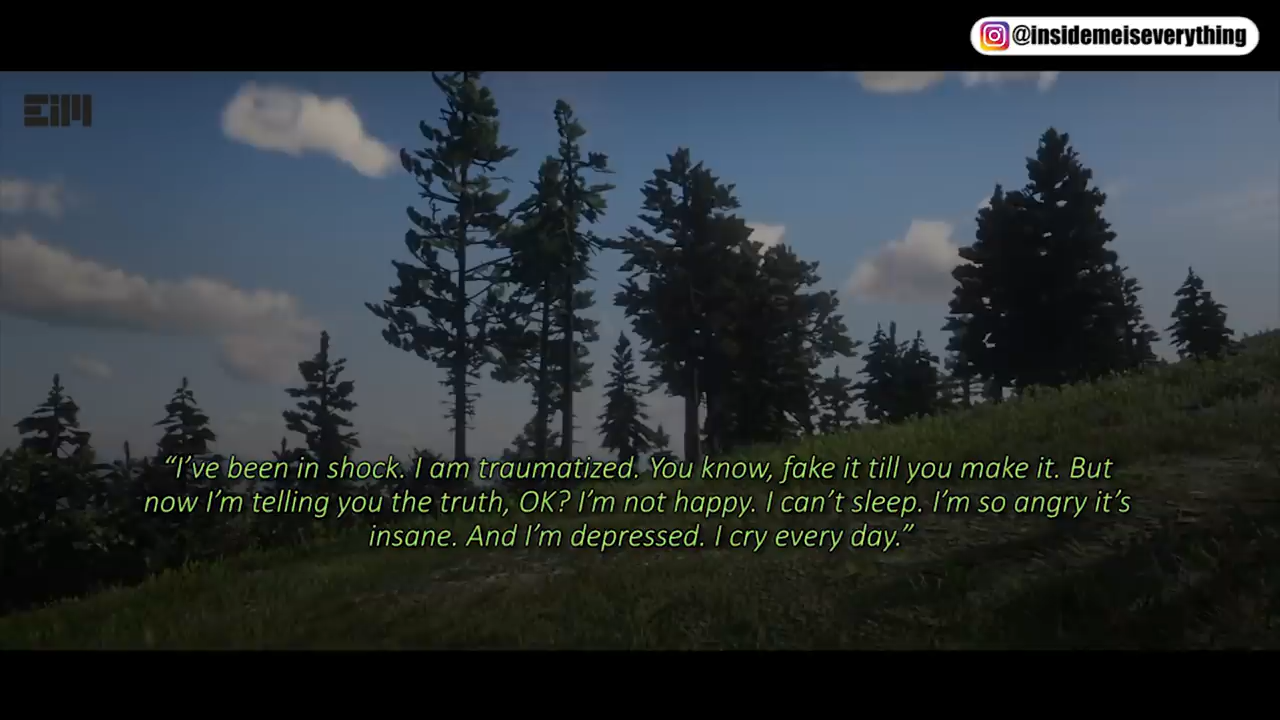 @insidemeiseverything
EiM
“I’ve been in shock. I am traumatized. You know, fake it till you make it. But
now I’m telling you the truth, OK? I’m not happy. I can’t sleep. I’m so angry it’s
insane. And I’m depressed. I cry every day.”